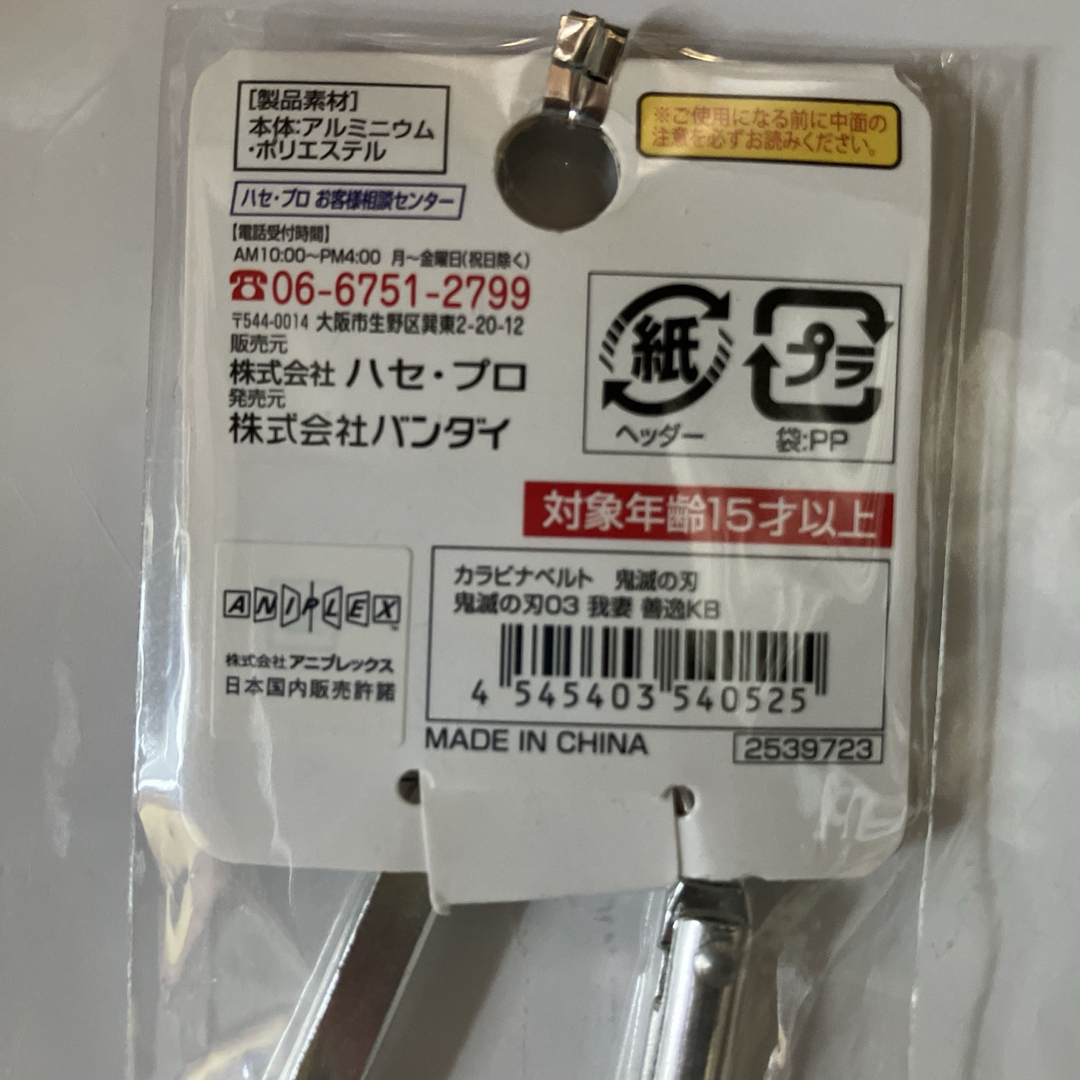 [製品素材]
本体:アルミニウム
・ポリエステル
※ご使用になる前に中面の
注意を必ずお読みください。
ハセ・プロ お客様相談センター
【電話受付時間】
AM10:00～PM4:00 月～金曜日(祝日除く)
☎06-6751-2799
〒544-0014 大阪市生野区巽東2-20-12
販売元
株式会社 ハセ・プロ
発売元
株式会社バンダイ
紙
ヘッダー
プラ
袋:PP
対象年齢15才以上
ANIPLEX
株式会社 アニプレックス
日本国内販売許諾
カラビナベルト 鬼滅の刃
鬼滅の刃03 我妻 善逸KB
4 545403 540525
MADE IN CHINA
2539723